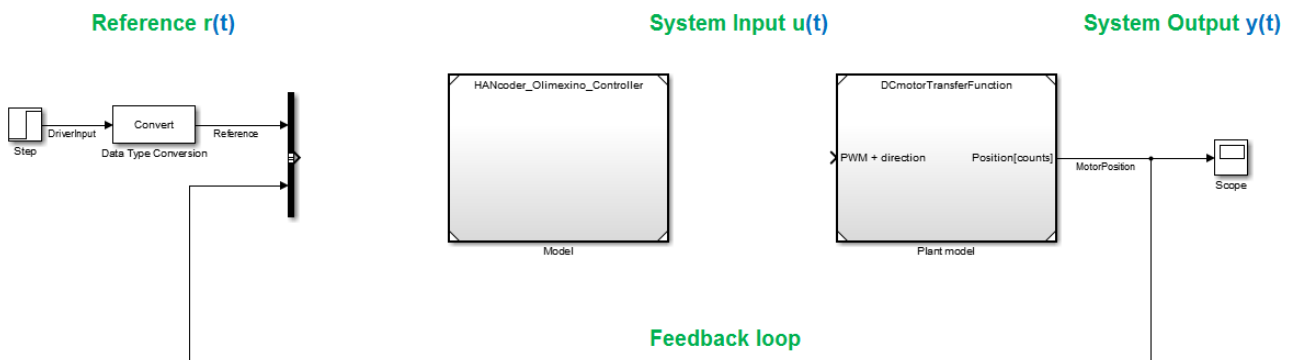 Reference r(t)
System Input u(t)
System Output y(t)
HANcoder_Olimexino_Controller
DCmotorTransferFunction
Convert
DriverInput
Reference
Step
Data Type Conversion
PWM + direction
Position[counts]
MotorPosition
Scope
Model
Plant model
Feedback loop